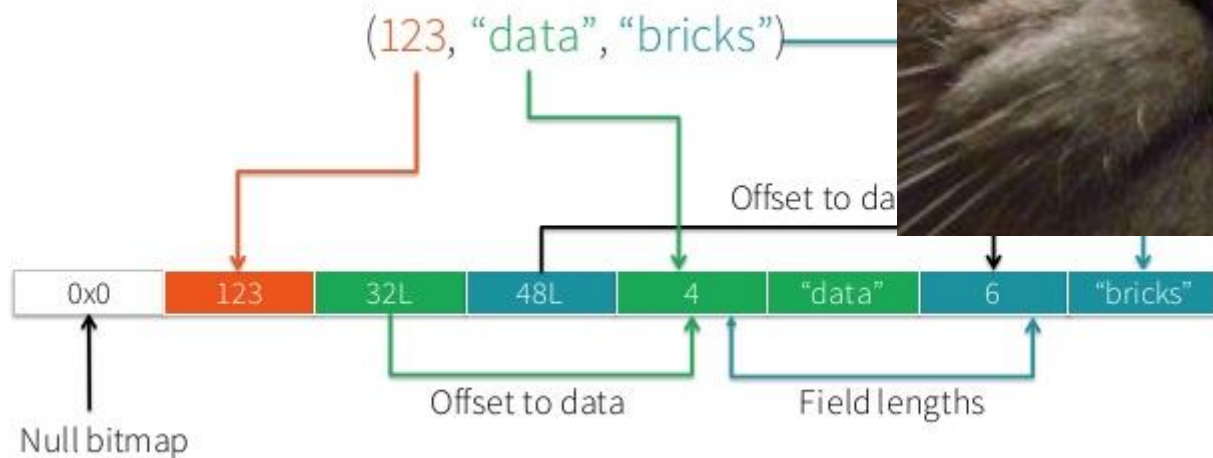 (123, “data”, “bricks”)
Offset to da
0x0 123 32L 48L 4 “data” 6 “bricks”
Offset to data Field lengths
Null bitmap